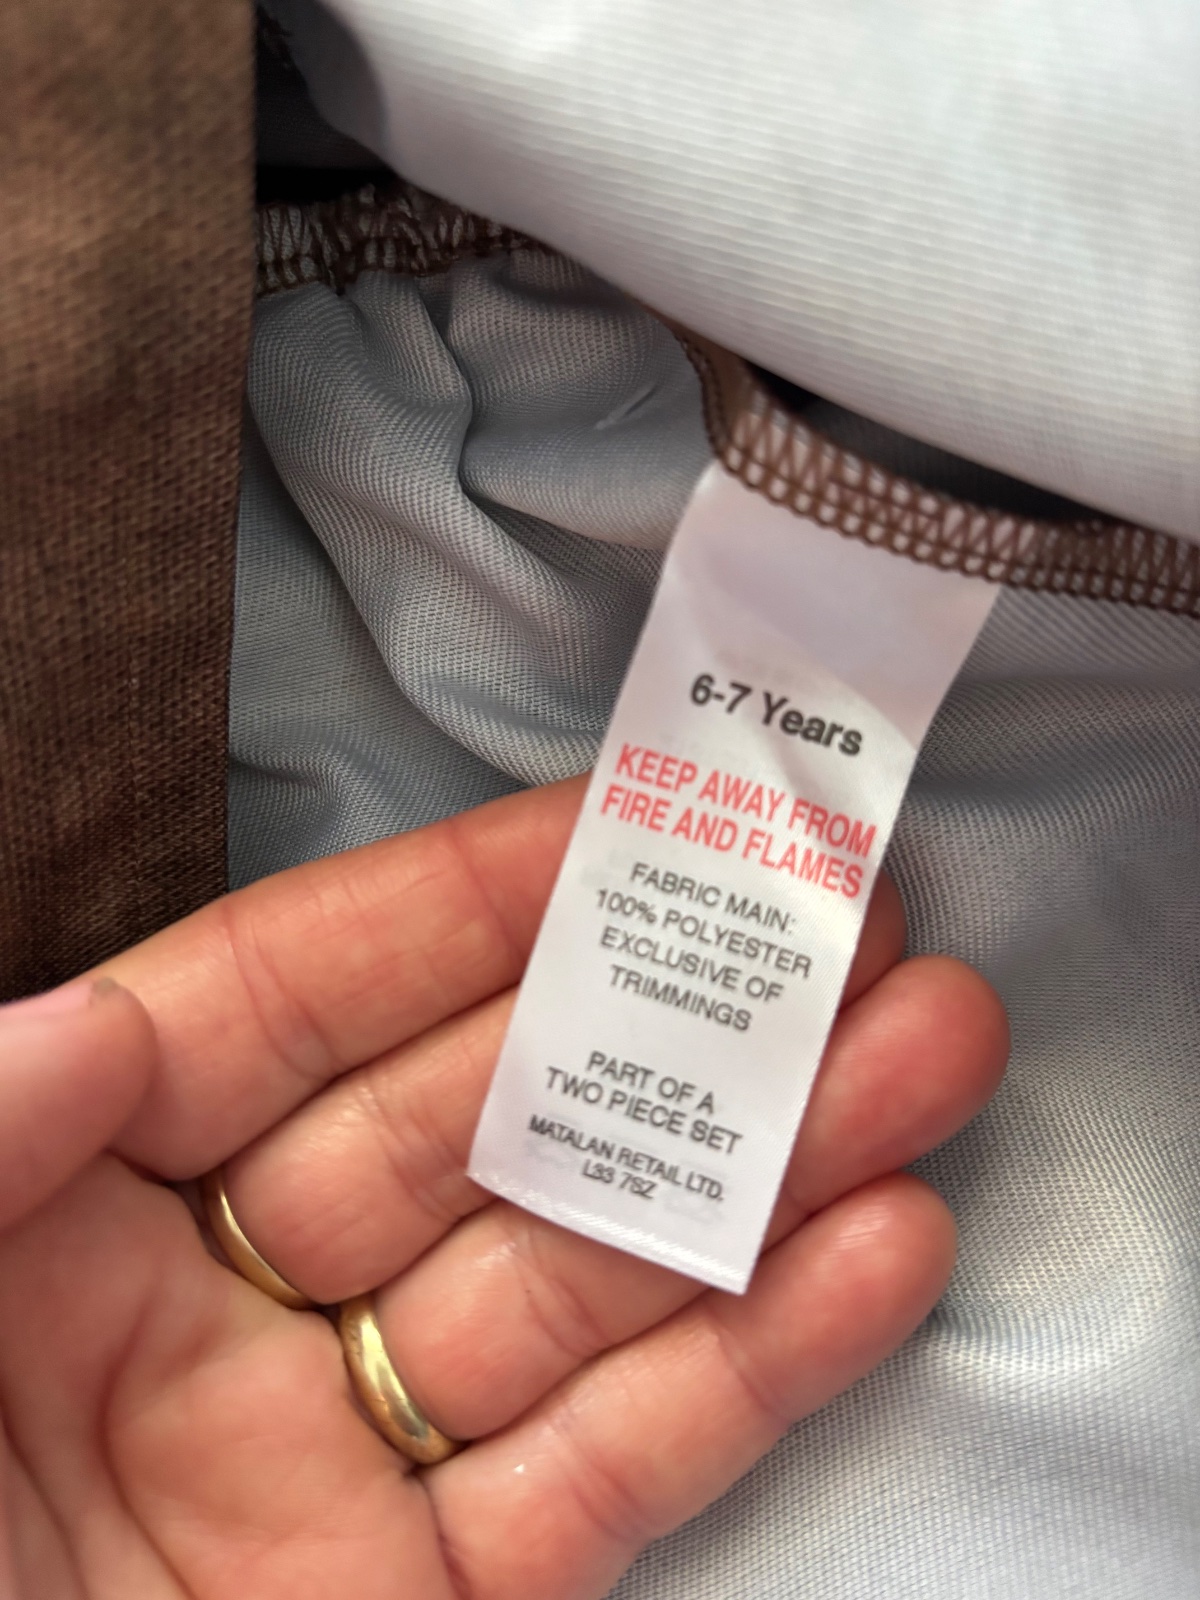 6-7 Years
KEEP AWAY FROM
FIRE AND FLAMES
FABRIC MAIN:
100% POLYESTER
EXCLUSIVE OF
TRIMMINGS
PART OF A
TWO PIECE SET
MATALAN RETAIL LTD.
L33 7SZ